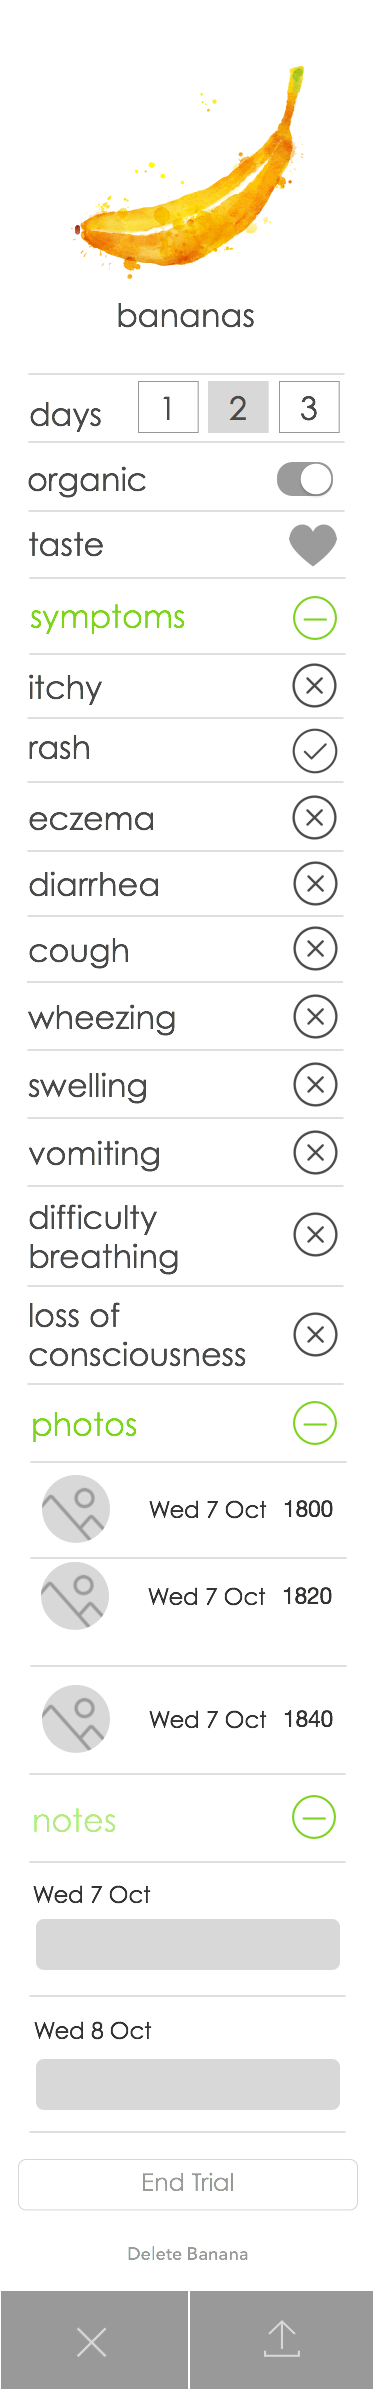 bananas
days 1 2 3
organic
taste
symptoms
itchy
rash
eczema
diarrhea
cough
wheezing
swelling
vomiting
difficulty
breathing
loss of
consciousness
photos
Wed 7 Oct 1800
Wed 7 Oct 1820
Wed 7 Oct 1840
notes
Wed 7 Oct
Wed 8 Oct
End Trial
Delete Banana